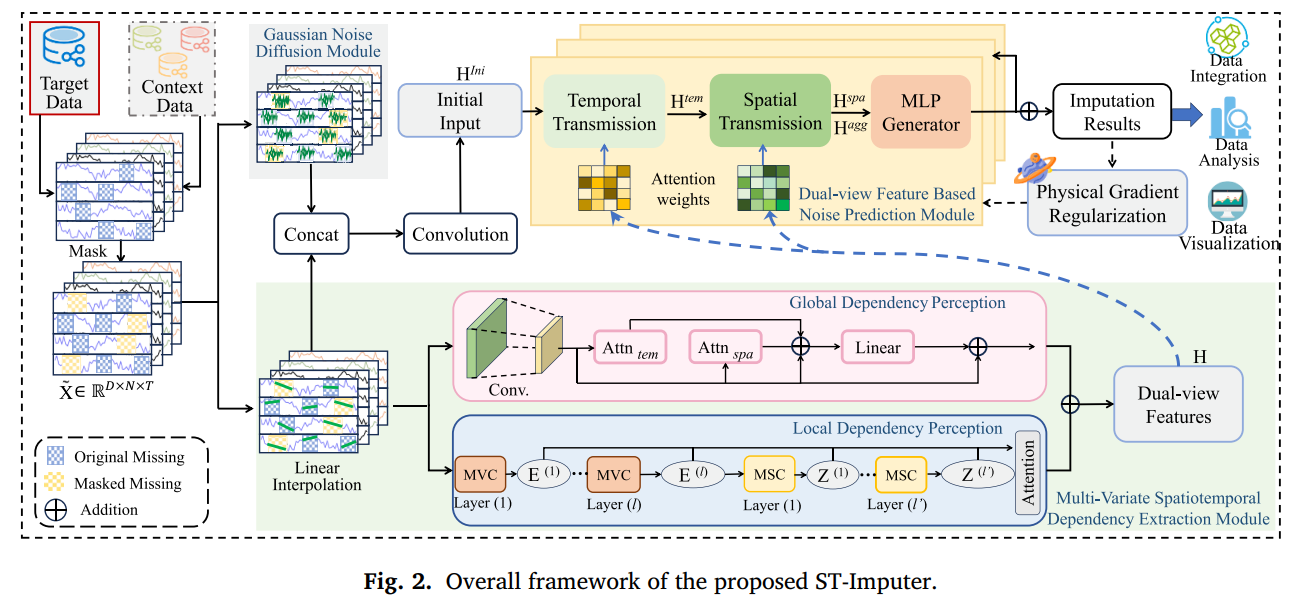 Target
Data
Context
Data
Mask
X̃ ∈ ℝ^{D×N×T}
Original Missing
Masked Missing
Addition
Gaussian Noise
Diffusion Module
Concat
Convolution
Initial
Input
H^{Ini}
Temporal
Transmission
H^{tem}
Spatial
Transmission
H^{spa}
H^{agg}
MLP
Generator
Attention
weights
Dual-view Feature Based
Noise Prediction Module
Imputation
Results
Physical Gradient
Regularization
Data
Integration
Data
Analysis
Data
Visualization
Linear
Interpolation
Global Dependency Perception
Conv.
Attn_{tem}
Attn_{spa}
Linear
Local Dependency Perception
MVC
Layer (1)
E^{(1)}
...
MVC
Layer (l)
E^{(l)}
MSC
Layer (1)
Z^{(1)}
...
MSC
Layer (l')
Z^{(l')}
Attention
H
Dual-view
Features
Multi-Variate Spatiotemporal
Dependency Extraction Module
Fig. 2. Overall framework of the proposed ST-Imputer.